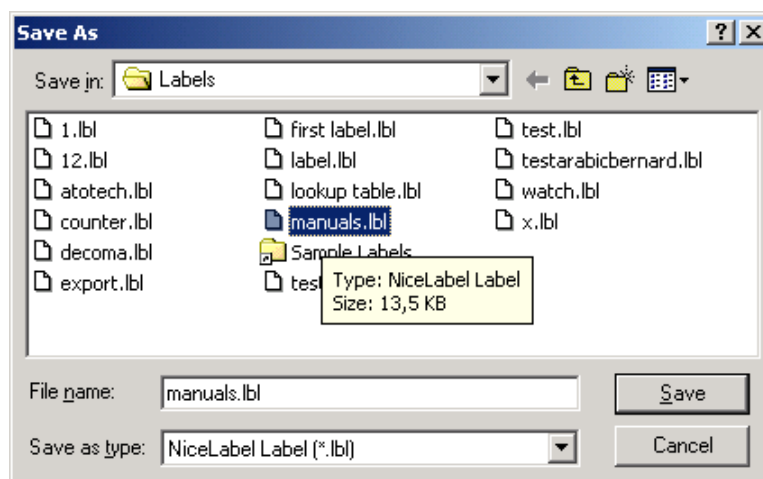 Save As
Save in: Labels
1.lbl
12.lbl
atotech.lbl
counter.lbl
decoma.lbl
export.lbl
first label.lbl
label.lbl
lookup table.lbl
manuals.lbl
Sample Labels
test.lbl
testarabicbernard.lbl
watch.lbl
x.lbl
Type: NiceLabel Label
Size: 13,5 KB
File name: manuals.lbl
Save
Save as type: NiceLabel Label (*.lbl)
Cancel